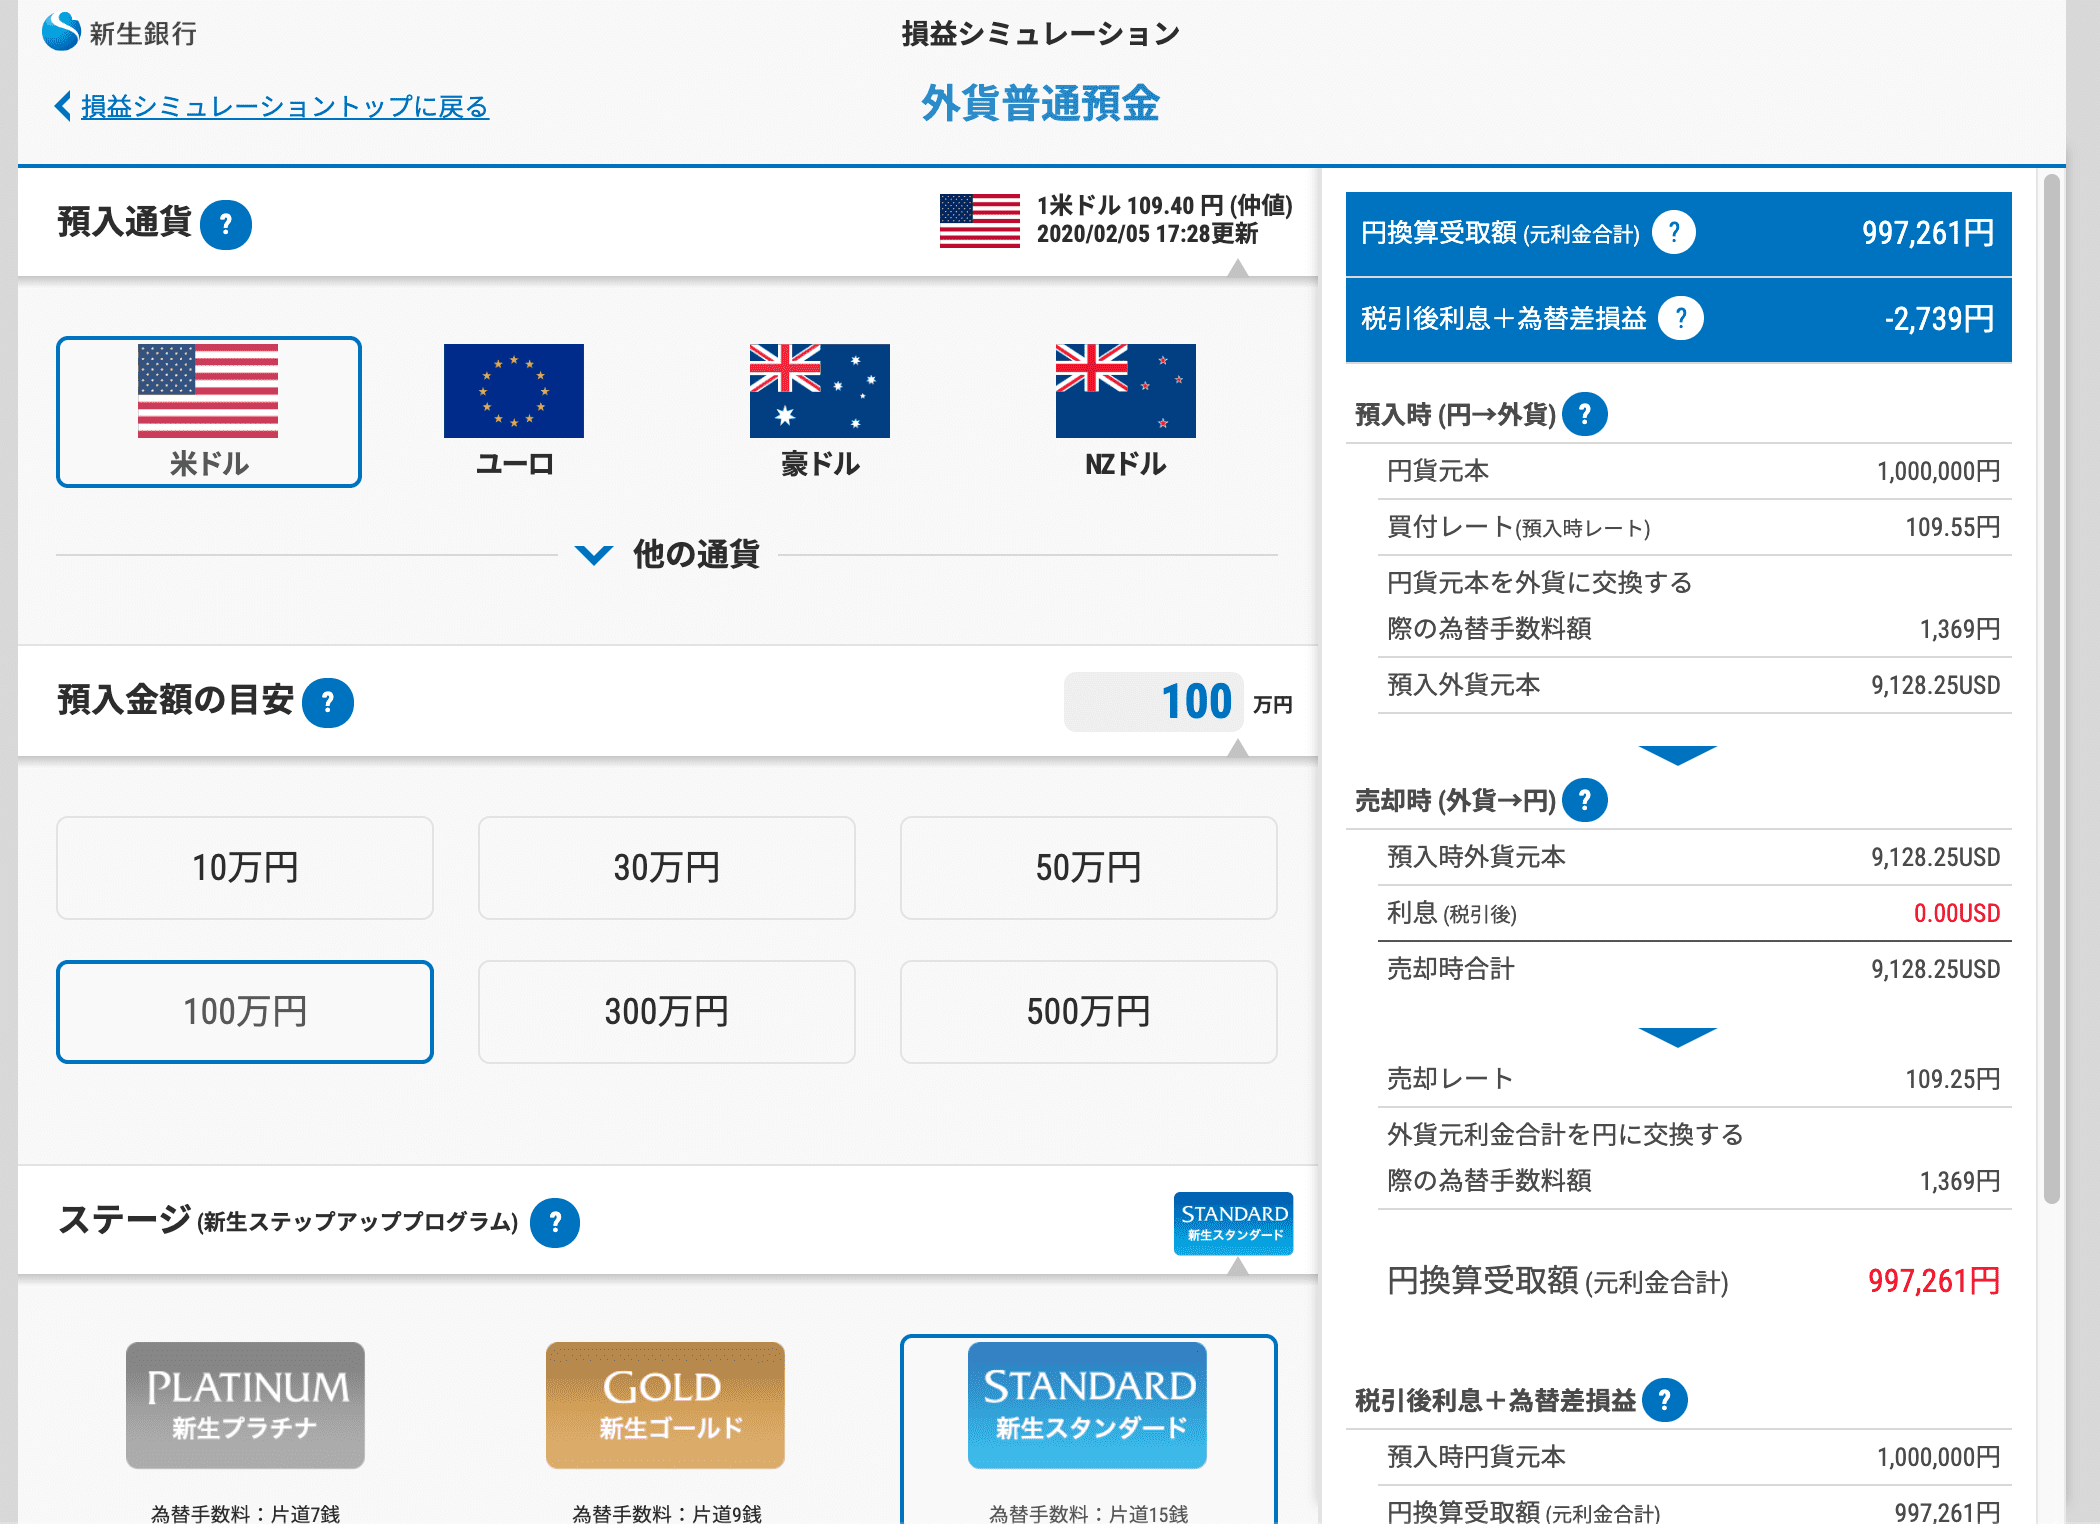 新生銀行
損益シミュレーション
損益シミュレーショントップに戻る
外貨普通預金
預入通貨 ?
1米ドル 109.40 円 (仲値)
2020/02/05 17:28更新
米ドル
ユーロ
豪ドル
NZドル
他の通貨
預入金額の目安 ?
100 万円
10万円
30万円
50万円
100万円
300万円
500万円
ステージ (新生ステップアッププログラム) ?
STANDARD
新生スタンダード
PLATINUM
新生プラチナ
GOLD
新生ゴールド
STANDARD
新生スタンダード
為替手数料：片道7銭
為替手数料：片道9銭
為替手数料：片道15銭
円換算受取額 (元利金合計) ? 997,261円
税引後利息＋為替差損益 ? -2,739円
預入時 (円→外貨) ?
円貨元本 1,000,000円
買付レート(預入時レート) 109.55円
円貨元本を外貨に交換する
際の為替手数料額 1,369円
預入外貨元本 9,128.25USD
売却時 (外貨→円) ?
預入時外貨元本 9,128.25USD
利息 (税引後) 0.00USD
売却時合計 9,128.25USD
売却レート 109.25円
外貨元利金合計を円に交換する
際の為替手数料額 1,369円
円換算受取額 (元利金合計) 997,261円
税引後利息＋為替差損益 ?
預入時円貨元本 1,000,000円
円換算受取額 (元利金合計) 997,261円